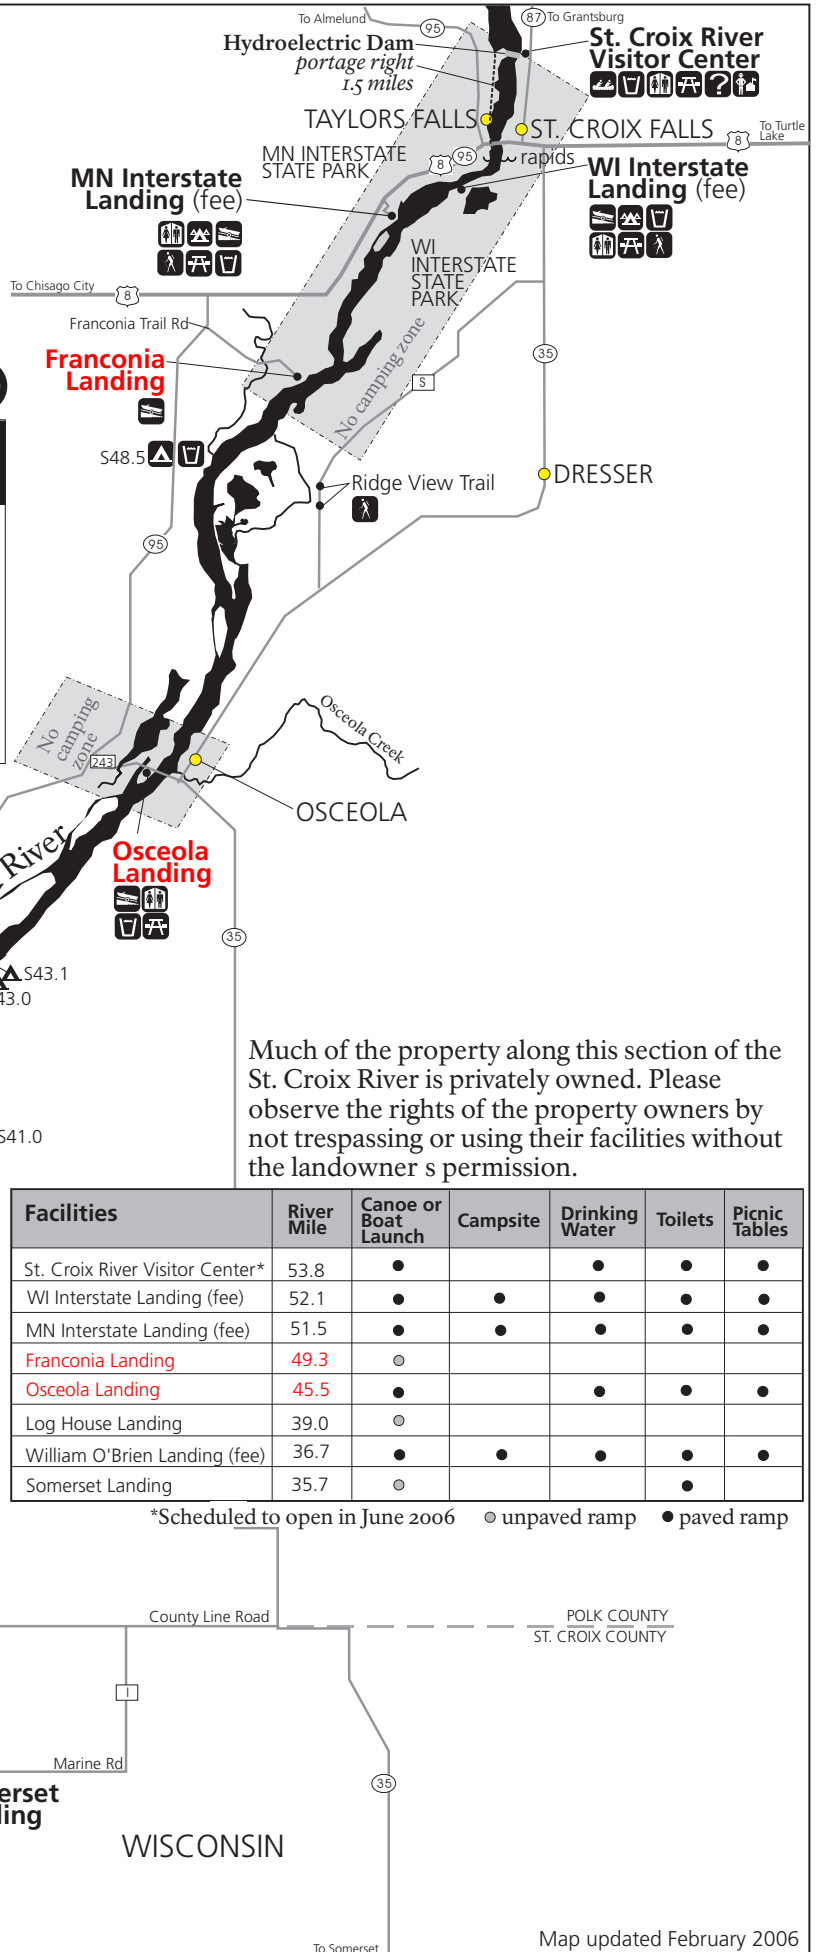 To Almelund
95
87 To Grantsburg
Hydroelectric Dam
portage right
1.5 miles
St. Croix River
Visitor Center
?
TAYLORS FALLS
ST. CROIX FALLS
8
To Turtle
Lake
MN INTERSTATE
STATE PARK
8
95
rapids
WI Interstate
Landing (fee)
MN Interstate
Landing (fee)
WI
INTERSTATE
STATE
PARK
To Chisago City
8
Franconia Trail Rd
Franconia
Landing
No camping zone
S
35
S48.5
Ridge View Trail
DRESSER
95
No
camping
zone
243
Osceola Creek
OSCEOLA
River
Osceola
Landing
35
S43.1
43.0
S41.0
Much of the property along this section of the
St. Croix River is privately owned. Please
observe the rights of the property owners by
not trespassing or using their facilities without
the landowner s permission.
Facilities River Mile Canoe or Boat Launch Campsite Drinking Water Toilets Picnic Tables
St. Croix River Visitor Center* 53.8 ● ● ● ●
WI Interstate Landing (fee) 52.1 ● ● ● ● ●
MN Interstate Landing (fee) 51.5 ● ● ● ● ●
Franconia Landing 49.3
Osceola Landing 45.5 ● ● ● ●
Log House Landing 39.0
William O'Brien Landing (fee) 36.7 ● ● ● ● ●
Somerset Landing 35.7 ●
*Scheduled to open in June 2006 unpaved ramp ● paved ramp
County Line Road
POLK COUNTY
ST. CROIX COUNTY
I
Marine Rd
erset
ling
35
WISCONSIN
To Somerset
Map updated February 2006